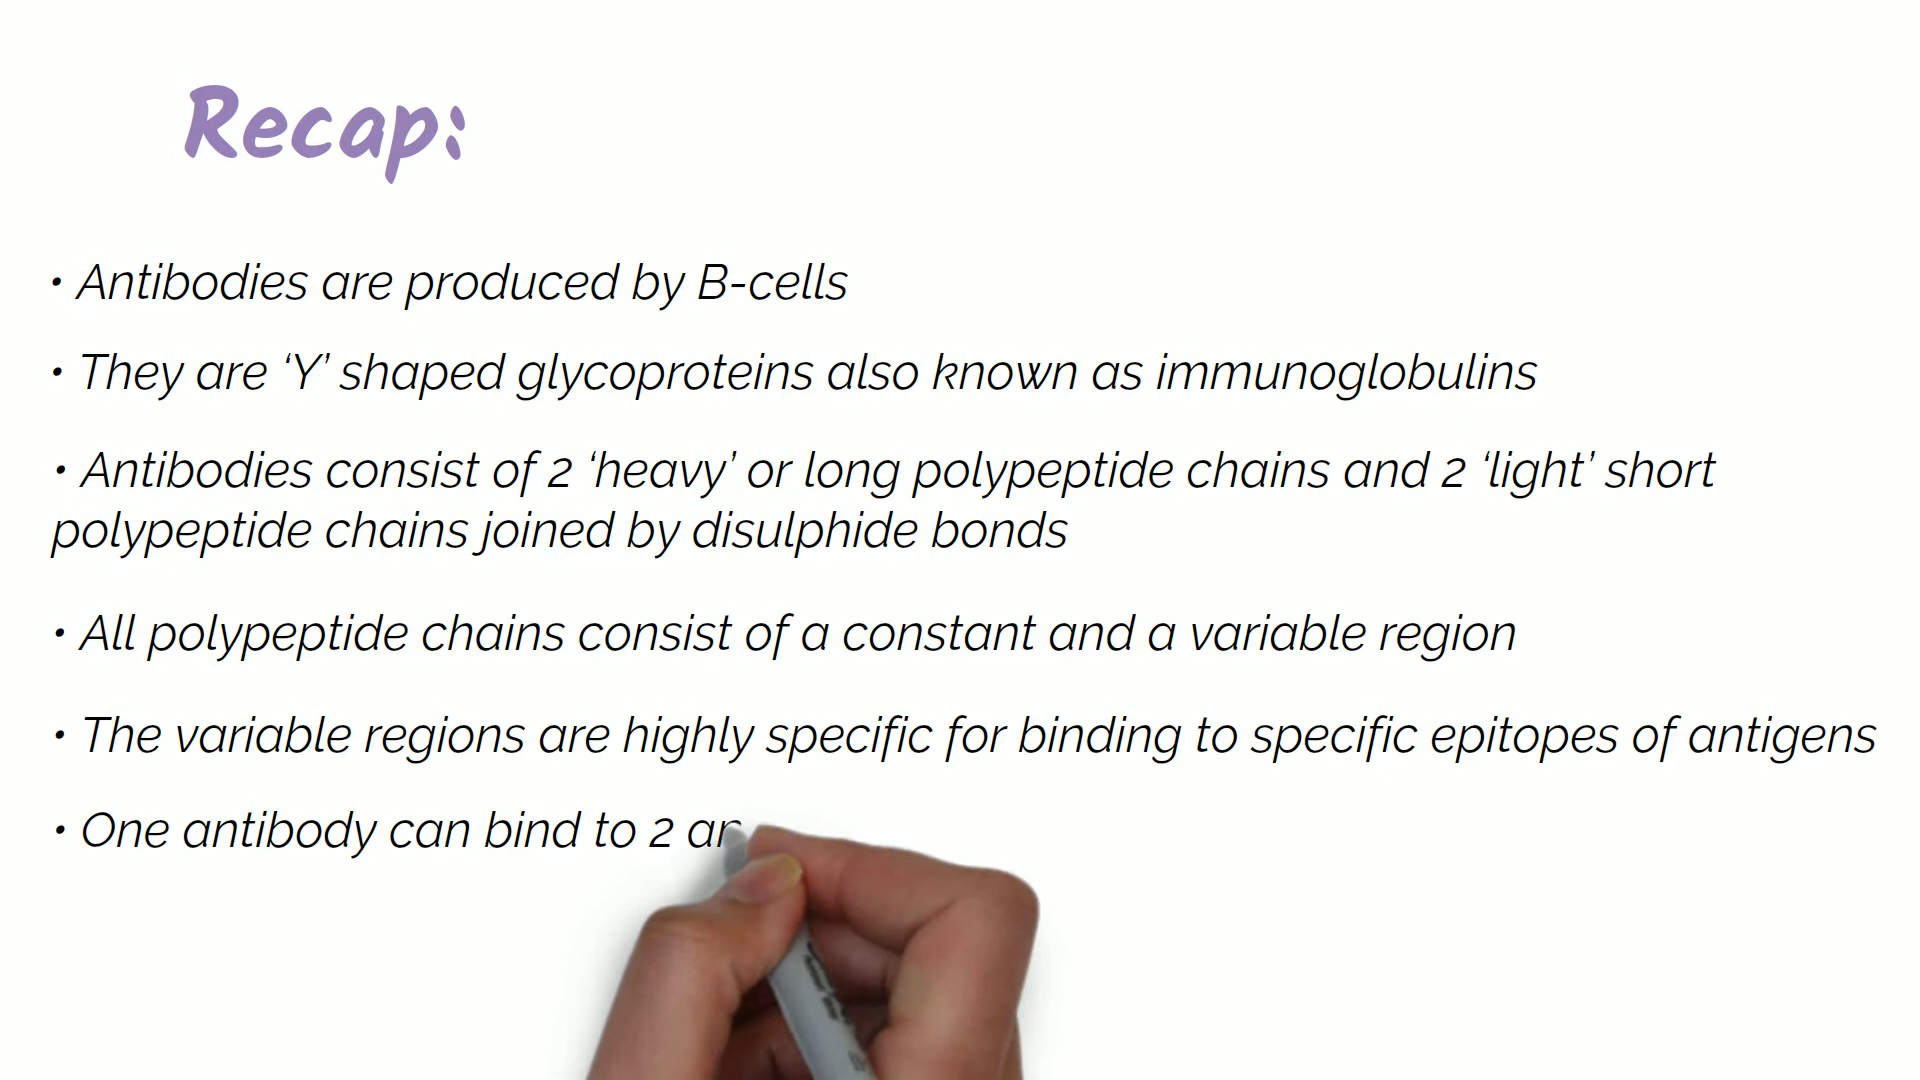 Recap:
• Antibodies are produced by B-cells
• They are ‘Y’ shaped glycoproteins also known as immunoglobulins
• Antibodies consist of 2 ‘heavy’ or long polypeptide chains and 2 ‘light’ short
polypeptide chains joined by disulphide bonds
• All polypeptide chains consist of a constant and a variable region
• The variable regions are highly specific for binding to specific epitopes of antigens
• One antibody can bind to 2